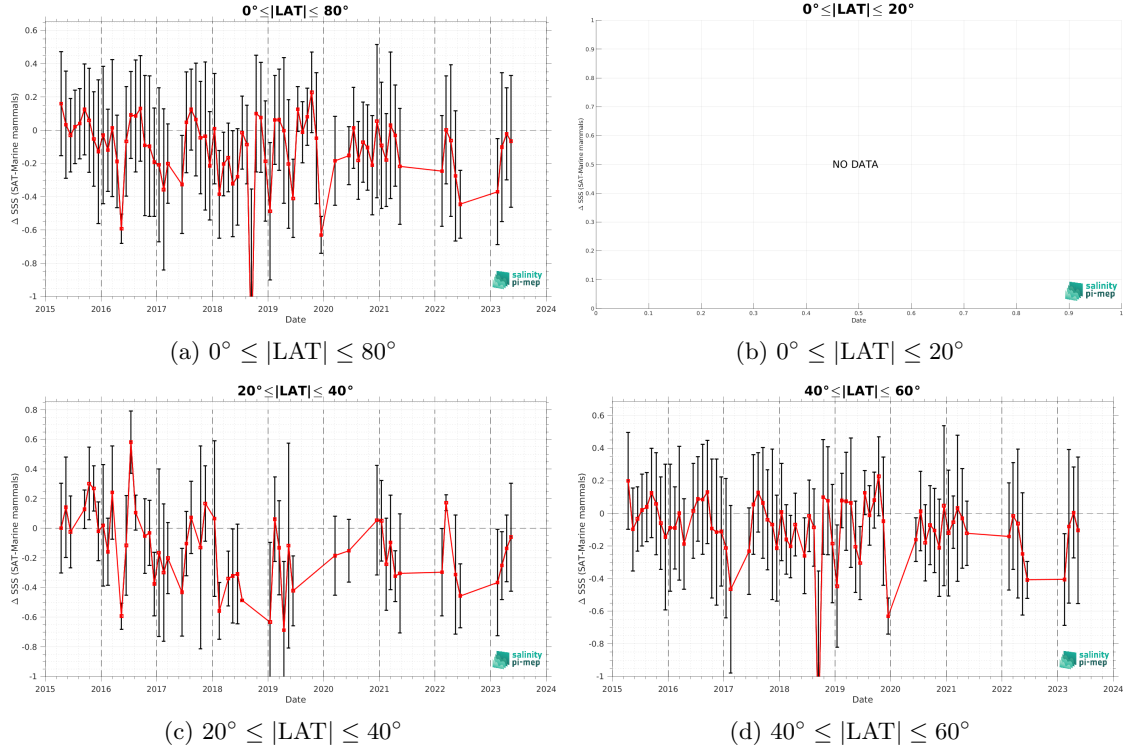 0°≤|LAT|≤ 80°
Δ SSS (SAT-Marine mammals)
0.6
0.4
0.2
0
-0.2
-0.4
-0.6
-0.8
-1
2015 2016 2017 2018 2019 2020 2021 2022 2023 2024
Date
salinity
pi-mep
(a) 0° ≤ |LAT| ≤ 80°
0°≤|LAT|≤ 20°
Δ SSS (SAT-Marine mammals)
1
0.9
0.8
0.7
0.6
0.5
0.4
0.3
0.2
0.1
0
NO DATA
0 0.1 0.2 0.3 0.4 0.5 0.6 0.7 0.8 0.9 1
Date
salinity
pi-mep
(b) 0° ≤ |LAT| ≤ 20°
20°≤|LAT|≤ 40°
Δ SSS (SAT-Marine mammals)
0.8
0.6
0.4
0.2
0
-0.2
-0.4
-0.6
-0.8
-1
2015 2016 2017 2018 2019 2020 2021 2022 2023 2024
Date
salinity
pi-mep
(c) 20° ≤ |LAT| ≤ 40°
40°≤|LAT|≤ 60°
Δ SSS (SAT-Marine mammals)
0.6
0.4
0.2
0
-0.2
-0.4
-0.6
-0.8
-1
2015 2016 2017 2018 2019 2020 2021 2022 2023 2024
Date
salinity
pi-mep
(d) 40° ≤ |LAT| ≤ 60°